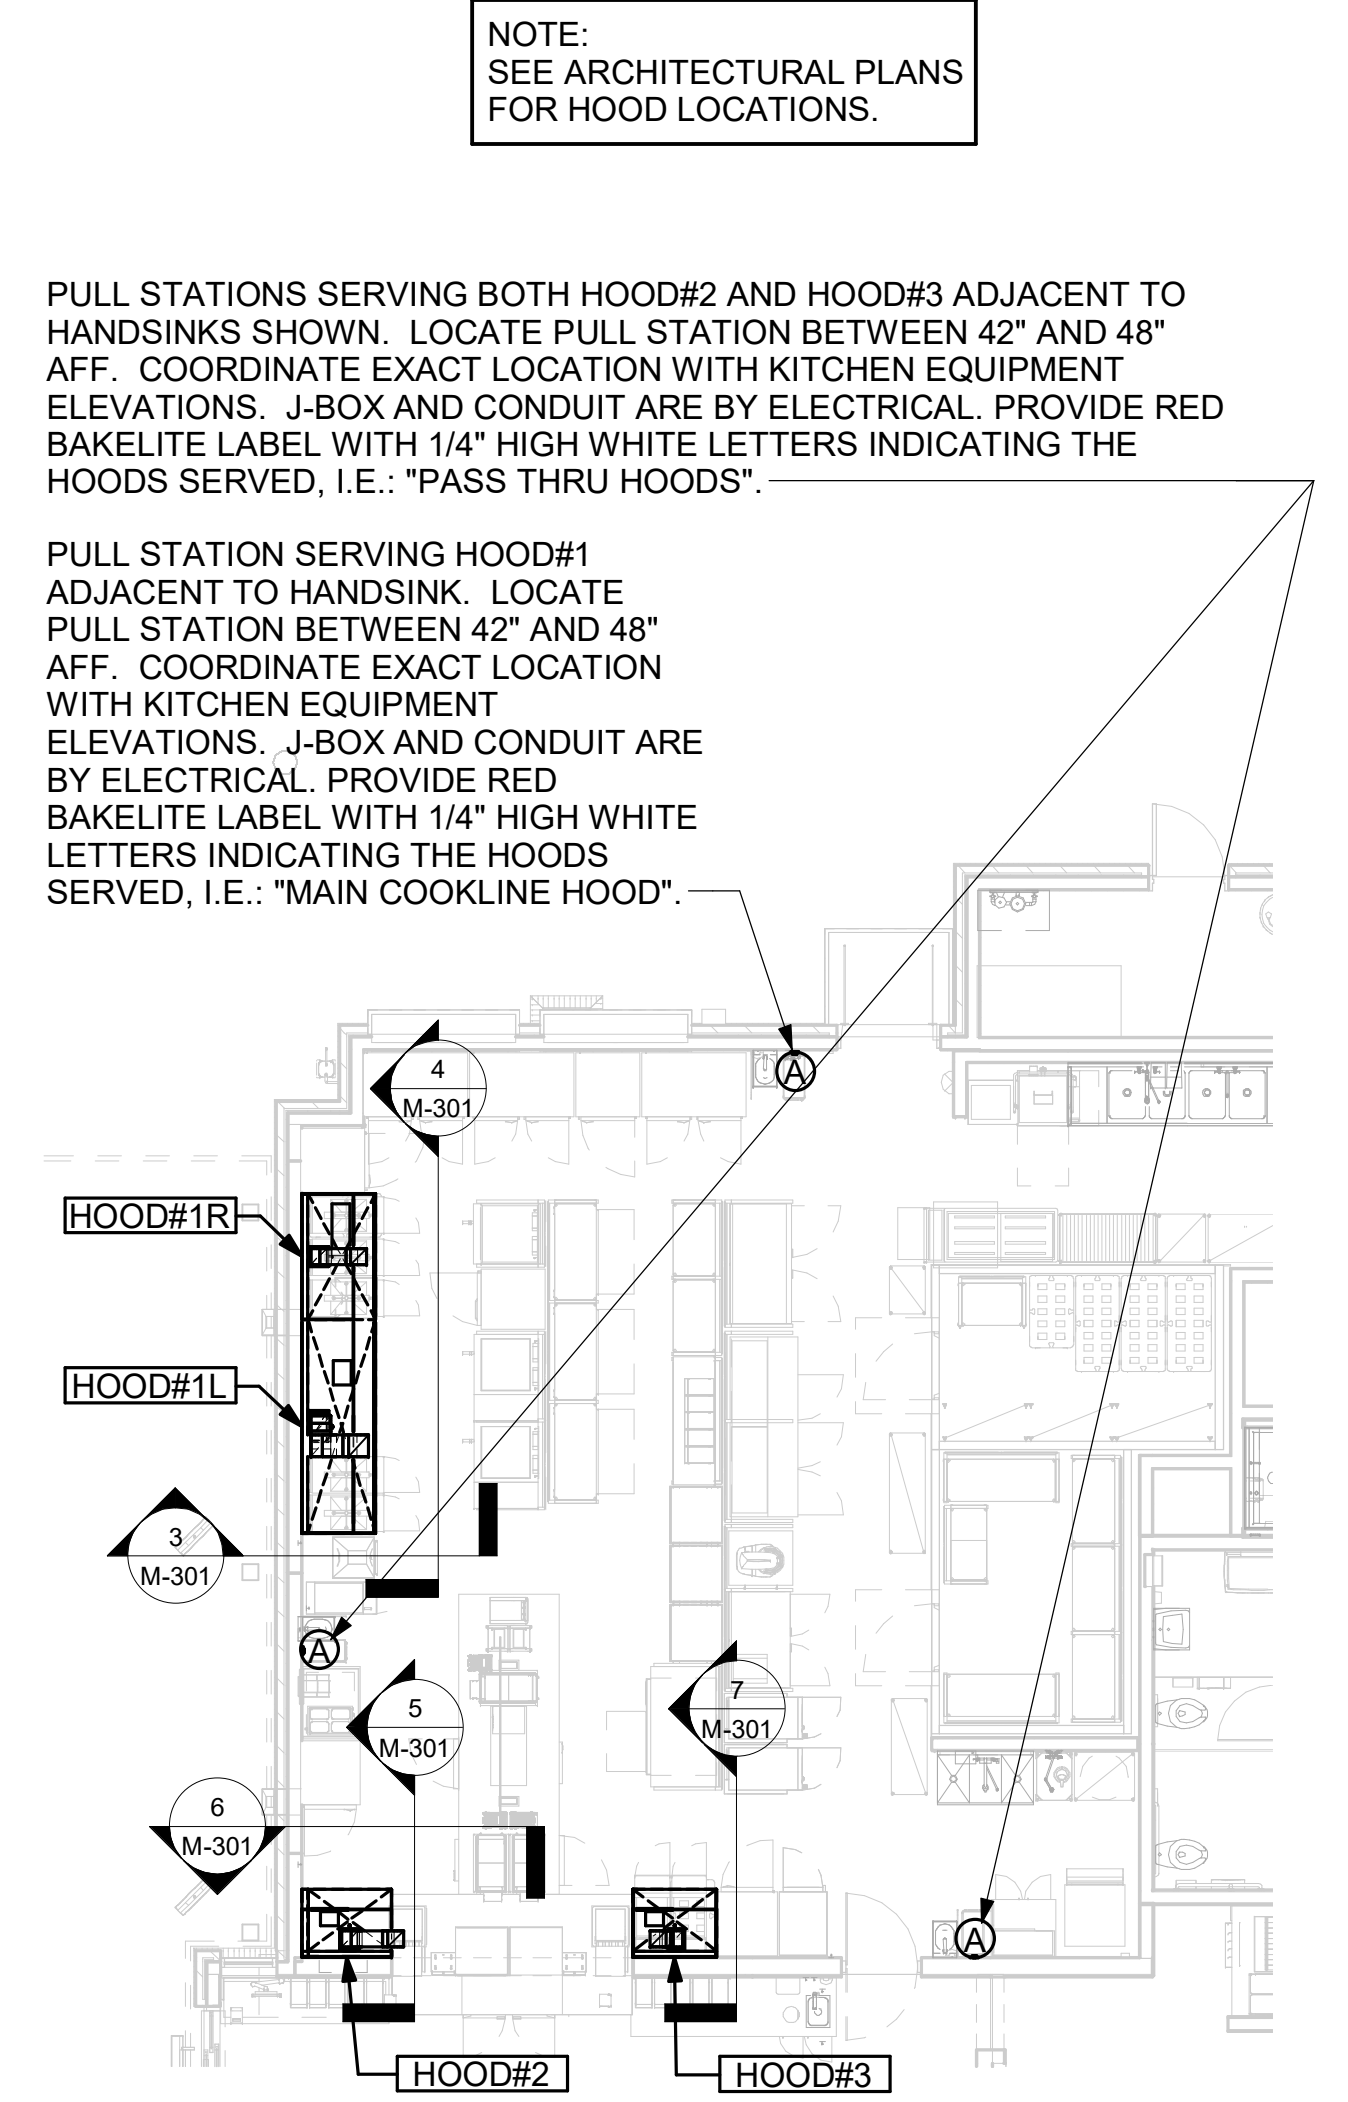 NOTE:
SEE ARCHITECTURAL PLANS
FOR HOOD LOCATIONS.
PULL STATIONS SERVING BOTH HOOD#2 AND HOOD#3 ADJACENT TO
HANDSINKS SHOWN. LOCATE PULL STATION BETWEEN 42" AND 48"
AFF. COORDINATE EXACT LOCATION WITH KITCHEN EQUIPMENT
ELEVATIONS. J-BOX AND CONDUIT ARE BY ELECTRICAL. PROVIDE RED
BAKELITE LABEL WITH 1/4" HIGH WHITE LETTERS INDICATING THE
HOODS SERVED, I.E.: "PASS THRU HOODS".
PULL STATION SERVING HOOD#1
ADJACENT TO HANDSINK. LOCATE
PULL STATION BETWEEN 42" AND 48"
AFF. COORDINATE EXACT LOCATION
WITH KITCHEN EQUIPMENT
ELEVATIONS. J-BOX AND CONDUIT ARE
BY ELECTRICAL. PROVIDE RED
BAKELITE LABEL WITH 1/4" HIGH WHITE
LETTERS INDICATING THE HOODS
SERVED, I.E.: "MAIN COOKLINE HOOD".
A
4
M-301
HOOD#1R
HOOD#1L
3
M-301
A
5
M-301
7
M-301
6
M-301
A
HOOD#2
HOOD#3